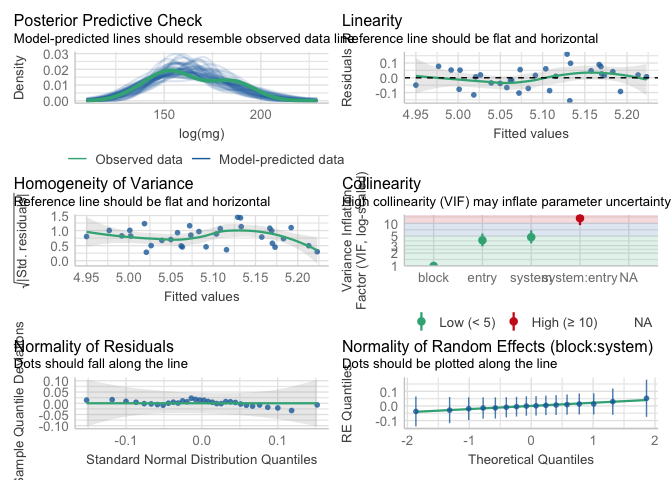 Posterior Predictive Check
Model-predicted lines should resemble observed data line
Density
0.03
0.02
0.01
0.00
150
200
log(mg)
Observed data
Model-predicted data
Linearity
Reference line should be flat and horizontal
Residuals
0.1
0.0
-0.1
4.95
5.00
5.05
5.10
5.15
5.20
Fitted values
Homogeneity of Variance
Reference line should be flat and horizontal
√|Std. residuals|
1.5
1.0
0.5
0.0
4.95
5.00
5.05
5.10
5.15
5.20
Fitted values
Collinearity
High collinearity (VIF) may inflate parameter uncertainty
Variance Inflation
Factor (VIF, log-scaled)
10
5
3
2
1
block
entry
system
system:entry
NA
Low (< 5)
High (≥ 10)
NA
Normality of Residuals
Dots should fall along the line
Sample Quantile Deviations
0.10
0.05
0.00
-0.05
-0.10
-0.1
0.0
0.1
Standard Normal Distribution Quantiles
Normality of Random Effects (block:system)
Dots should be plotted along the line
RE Quantiles
0.1
0.0
-0.1
-2
-1
0
1
2
Theoretical Quantiles